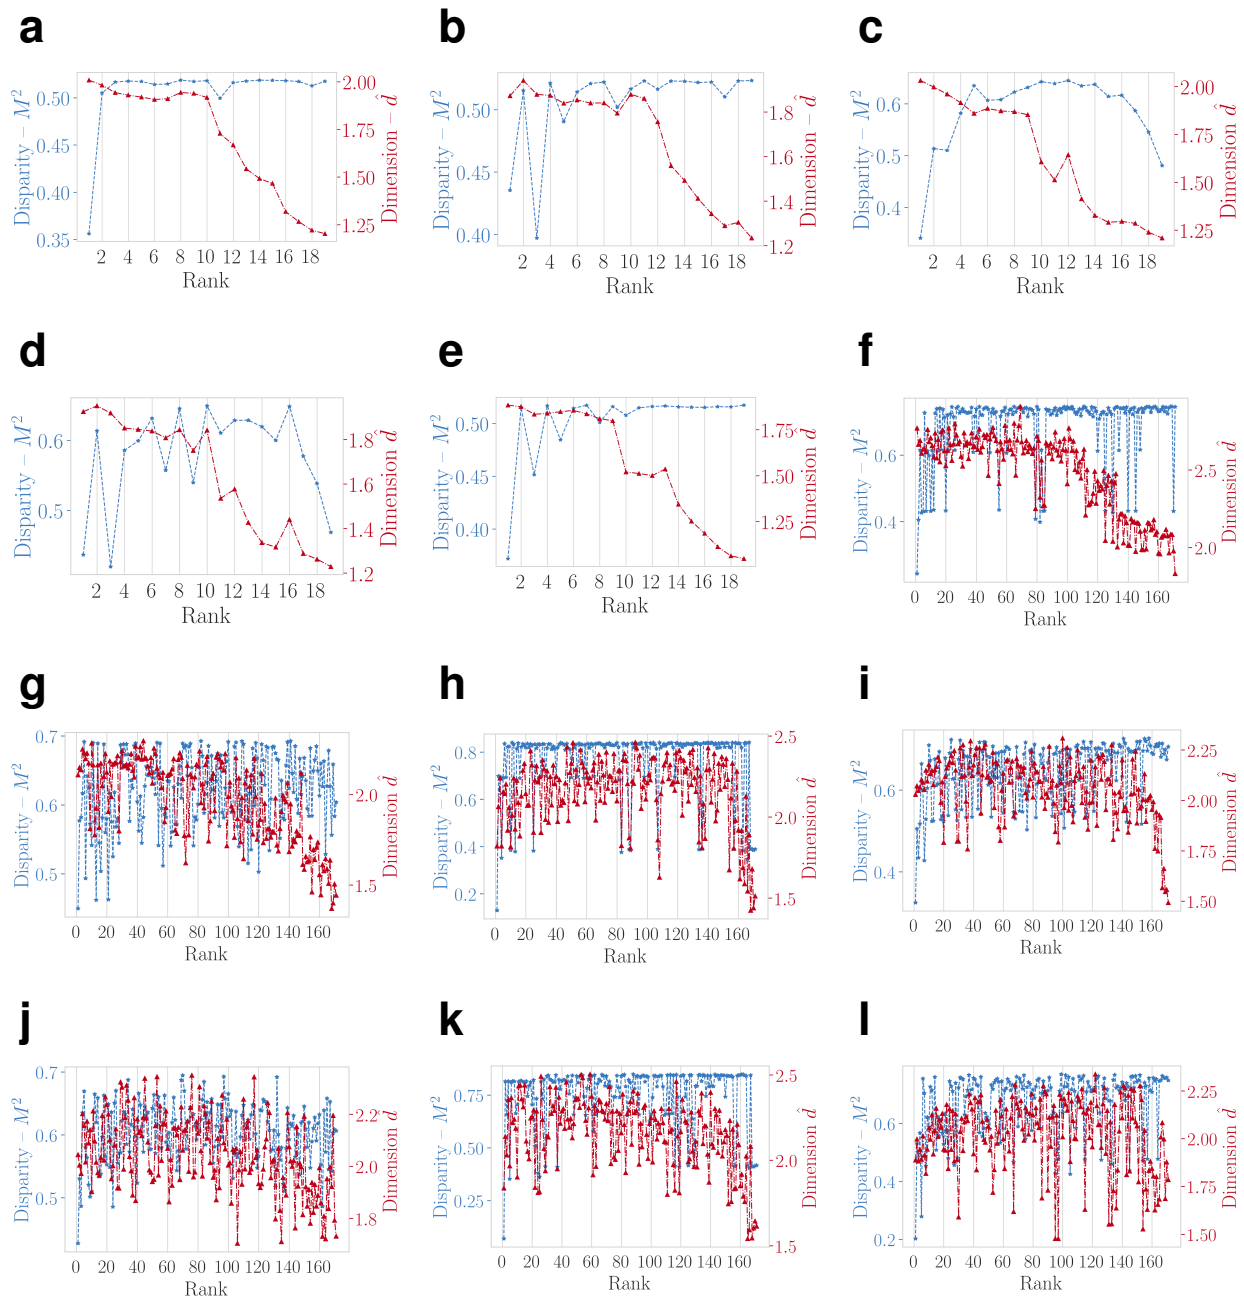 a
b
c
Disparity – M²
0.50
0.45
0.40
0.35
2.00
1.75
1.50
1.25
Dimension – d̂
2 4 6 8 10 12 14 16 18
Rank
Disparity – M²
0.50
0.45
0.40
1.8
1.6
1.4
1.2
Dimension – d̂
2 4 6 8 10 12 14 16 18
Rank
Disparity – M²
0.6
0.5
0.4
2.00
1.75
1.50
1.25
Dimension d̂
2 4 6 8 10 12 14 16 18
Rank
d
e
f
Disparity – M²
0.6
0.5
1.8
1.6
1.4
1.2
Dimension d̂
2 4 6 8 10 12 14 16 18
Rank
Disparity – M²
0.50
0.45
0.40
1.75
1.50
1.25
Dimension d̂
2 4 6 8 10 12 14 16 18
Rank
Disparity – M²
0.6
0.4
2.5
2.0
Dimension d̂
0 20 40 60 80 100 120 140 160
Rank
g
h
i
Disparity – M²
0.7
0.6
0.5
2.0
1.5
Dimension d̂
0 20 40 60 80 100 120 140 160
Rank
Disparity – M²
0.8
0.6
0.4
0.2
2.5
2.0
1.5
Dimension d̂
0 20 40 60 80 100 120 140 160
Rank
Disparity – M²
0.6
0.4
2.25
2.00
1.75
1.50
Dimension d̂
0 20 40 60 80 100 120 140 160
Rank
j
k
l
Disparity – M²
0.7
0.6
0.5
2.2
2.0
1.8
Dimension d̂
0 20 40 60 80 100 120 140 160
Rank
Disparity – M²
0.75
0.50
0.25
2.5
2.0
1.5
Dimension d̂
0 20 40 60 80 100 120 140 160
Rank
Disparity – M²
0.6
0.4
0.2
2.25
2.00
1.75
1.50
Dimension d̂
0 20 40 60 80 100 120 140 160
Rank